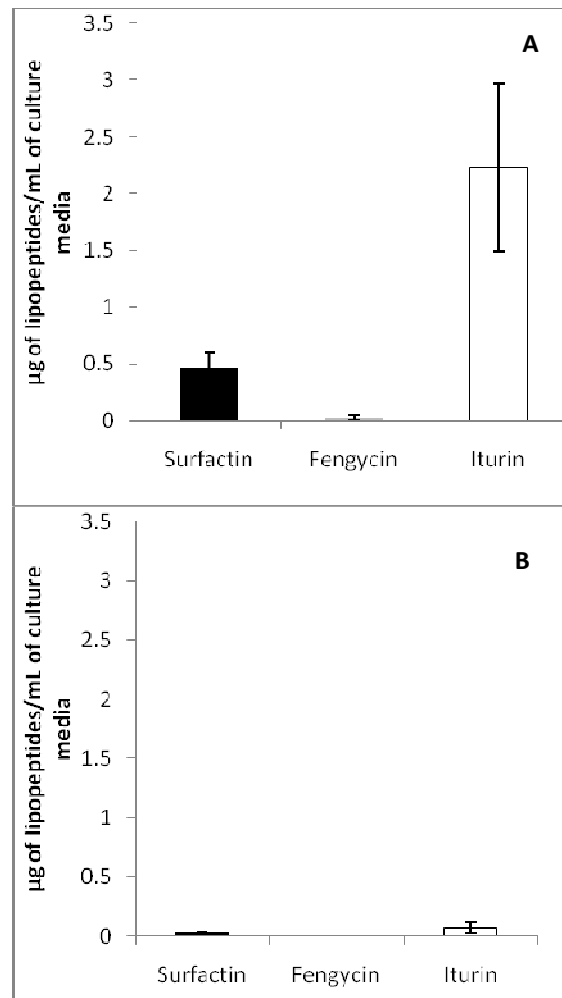 A
µg of lipopeptides/mL of culture
media
3.5
3
2.5
2
1.5
1
0.5
0
Surfactin Fengycin Iturin
B
µg of lipopeptides/mL of culture
media
3.5
3
2.5
2
1.5
1
0.5
0
Surfactin Fengycin Iturin